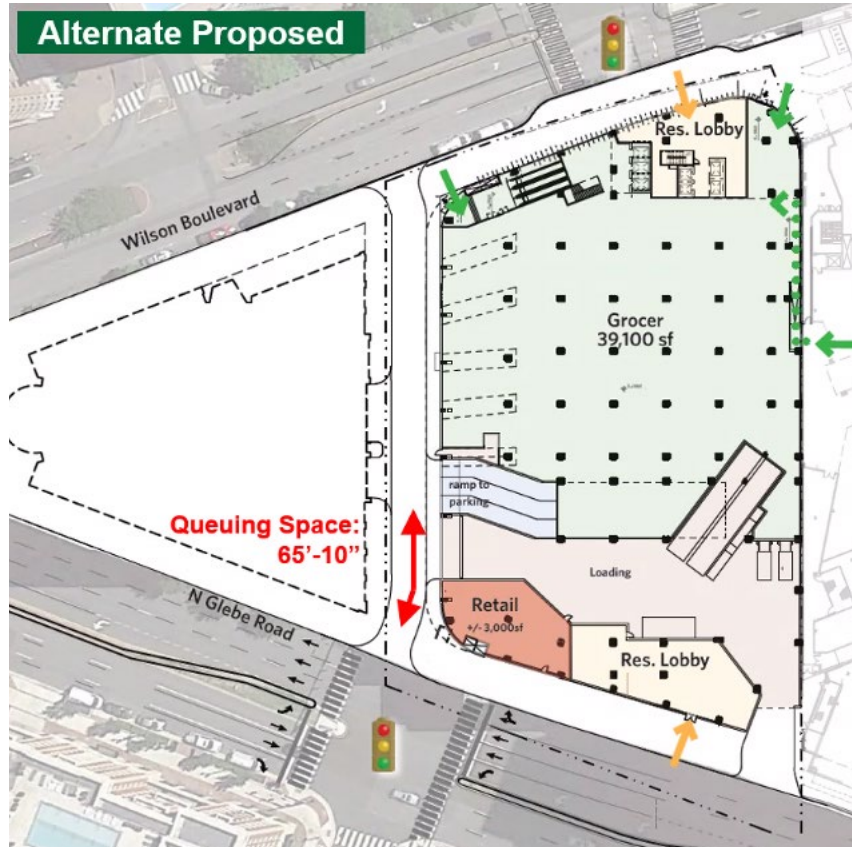 Alternate Proposed
Res. Lobby
Wilson Boulevard
Grocer
39,100 sf
ramp to
parking
Queuing Space:
65'-10"
Loading
N Glebe Road
Retail
+/- 3,000sf
Res. Lobby